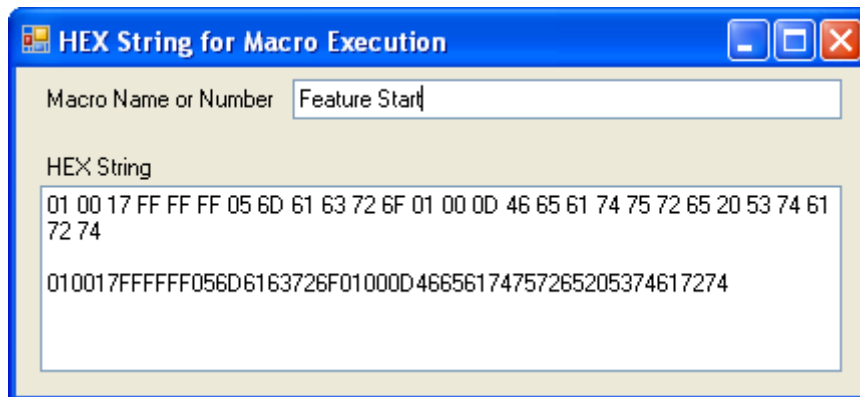 HEX String for Macro Execution
Macro Name or Number Feature Start
HEX String
01 00 17 FF FF FF 05 6D 61 63 72 6F 01 00 0D 46 65 61 74 75 72 65 20 53 74 61
72 74
010017FFFFFF056D6163726F01000D46656174757265205374617274